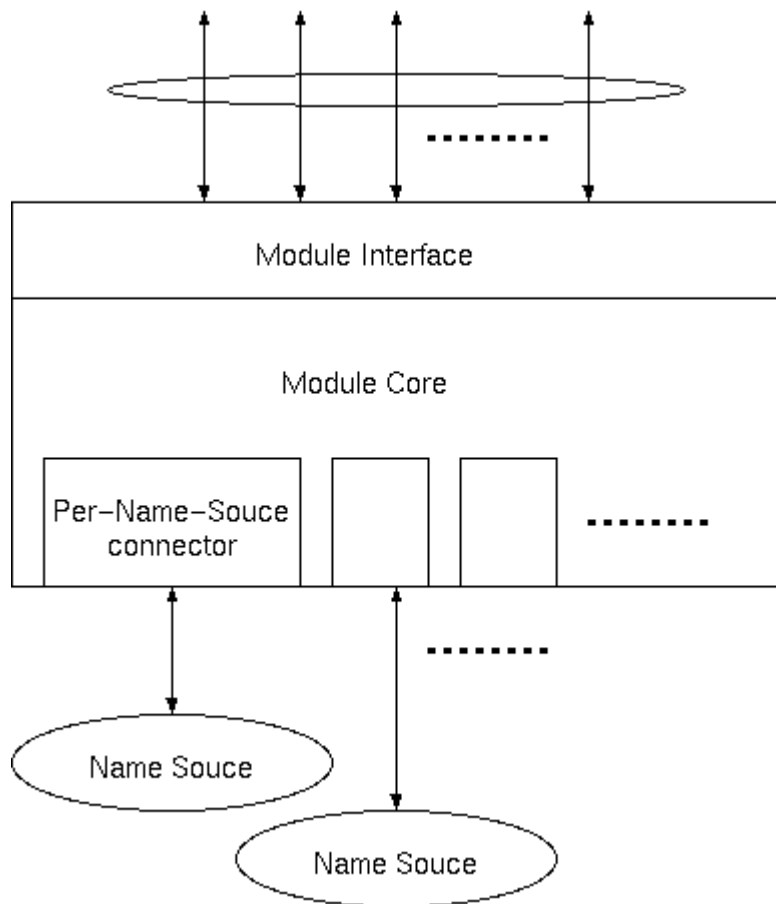 Module Interface
Module Core
Per-Name-Souce
connector
Name Souce
Name Souce